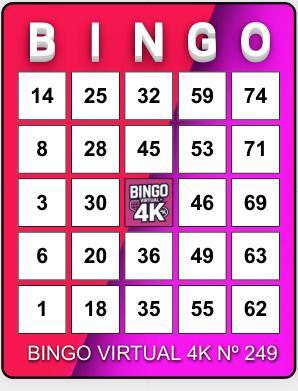 BINGO
14 25 32 59 74
8 28 45 53 71
3 30 BINGO VIRTUAL 4K 46 69
6 20 36 49 63
1 18 35 55 62
BINGO VIRTUAL 4K Nº 249